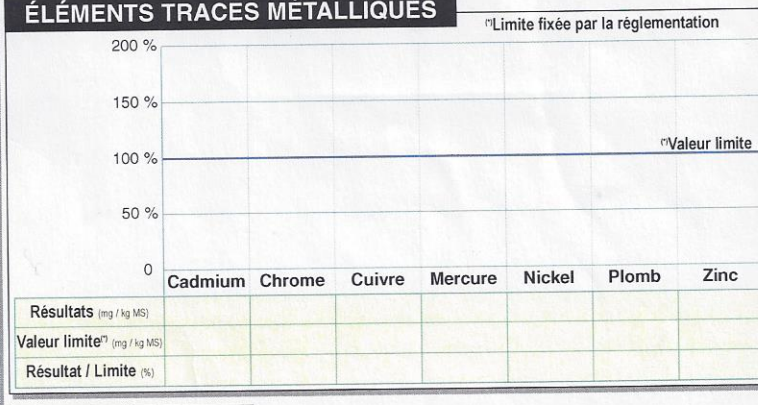 ÉLÉMENTS TRACES MÉTALLIQUES
(*)Limite fixée par la réglementation
200 %
150 %
(*)Valeur limite
100 %
50 %
0
Cadmium Chrome Cuivre Mercure Nickel Plomb Zinc
Résultats (mg / kg MS)
Valeur limite(*) (mg / kg MS)
Résultat / Limite (%)